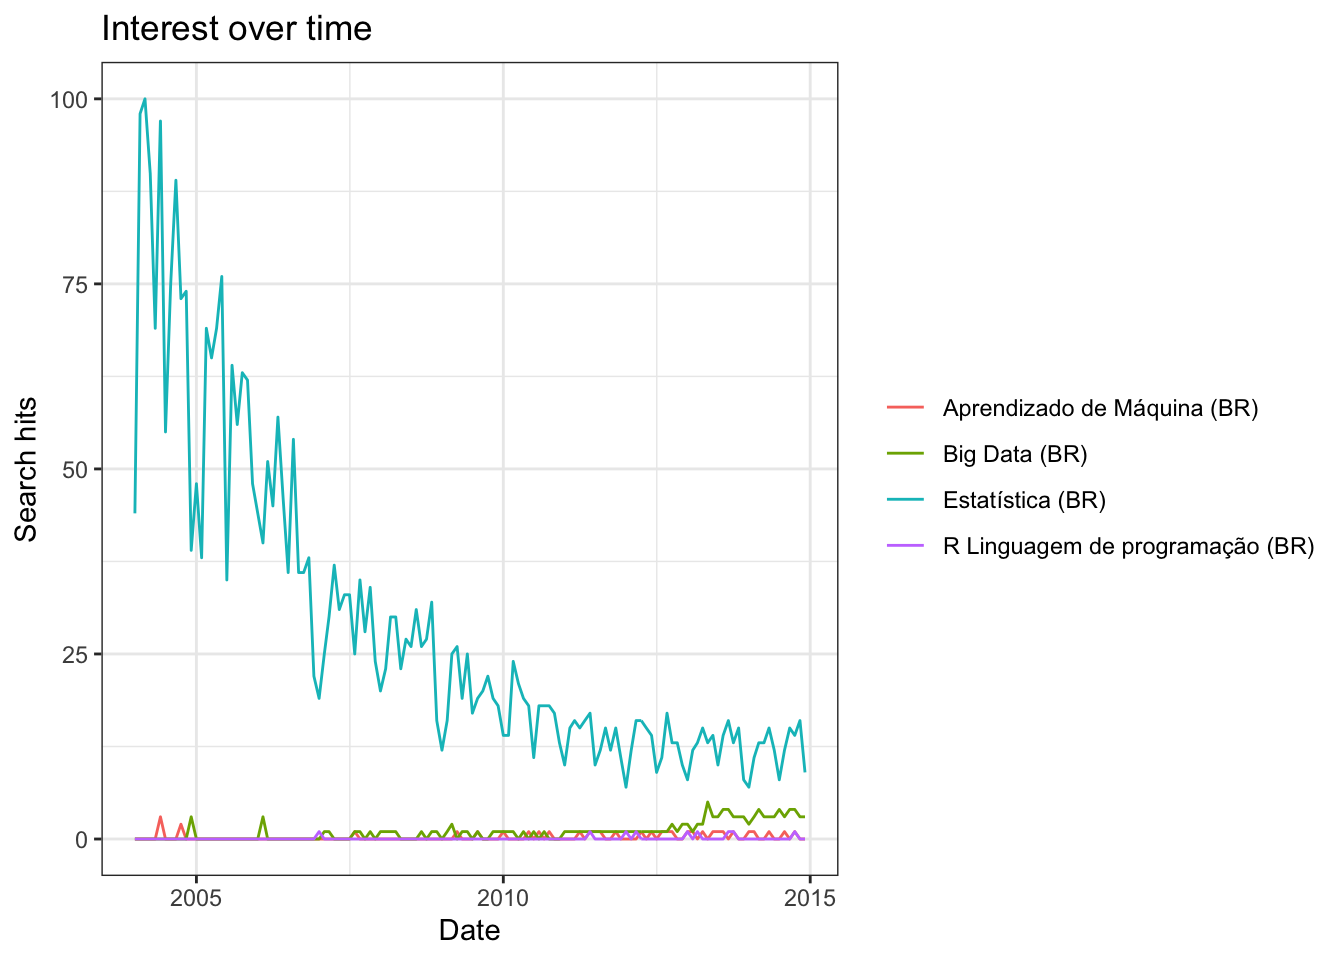 Interest over time
100
75
50
25
0
Search hits
2005
2010
2015
Date
Aprendizado de Máquina (BR)
Big Data (BR)
Estatística (BR)
R Linguagem de programação (BR)